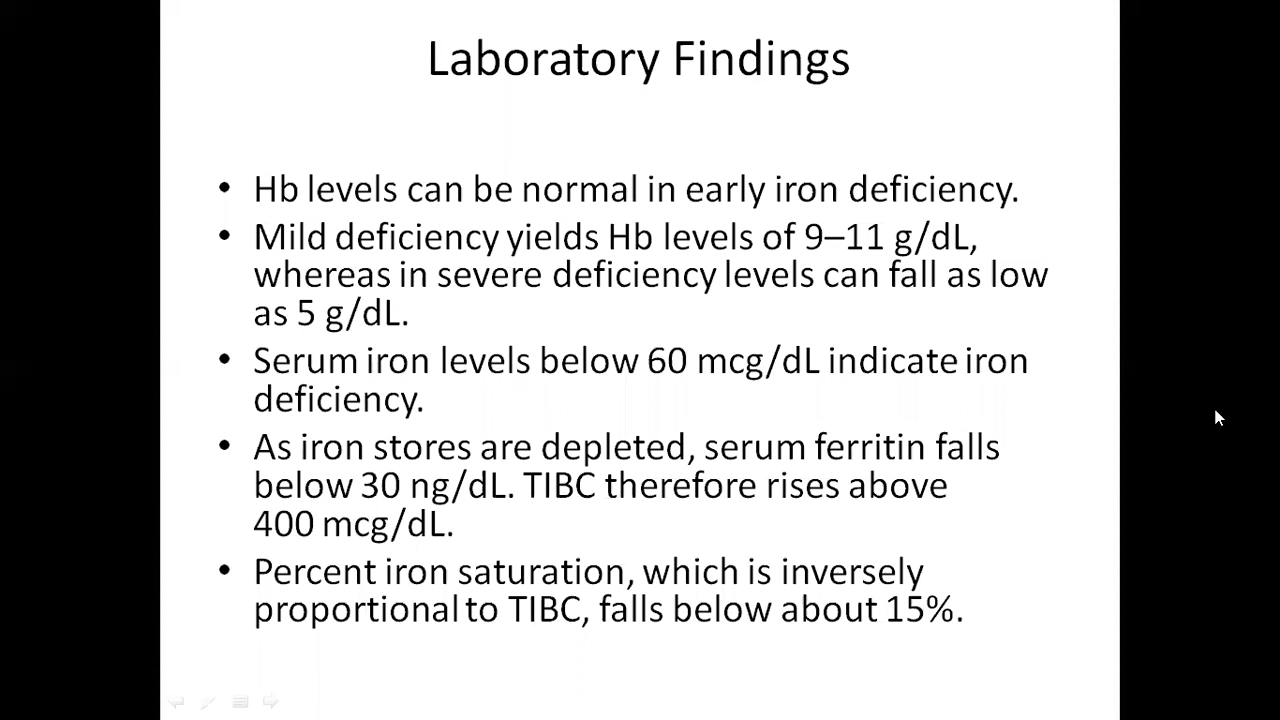 Laboratory Findings
• Hb levels can be normal in early iron deficiency.
• Mild deficiency yields Hb levels of 9–11 g/dL,
whereas in severe deficiency levels can fall as low
as 5 g/dL.
• Serum iron levels below 60 mcg/dL indicate iron
deficiency.
• As iron stores are depleted, serum ferritin falls
below 30 ng/dL. TIBC therefore rises above
400 mcg/dL.
• Percent iron saturation, which is inversely
proportional to TIBC, falls below about 15%.